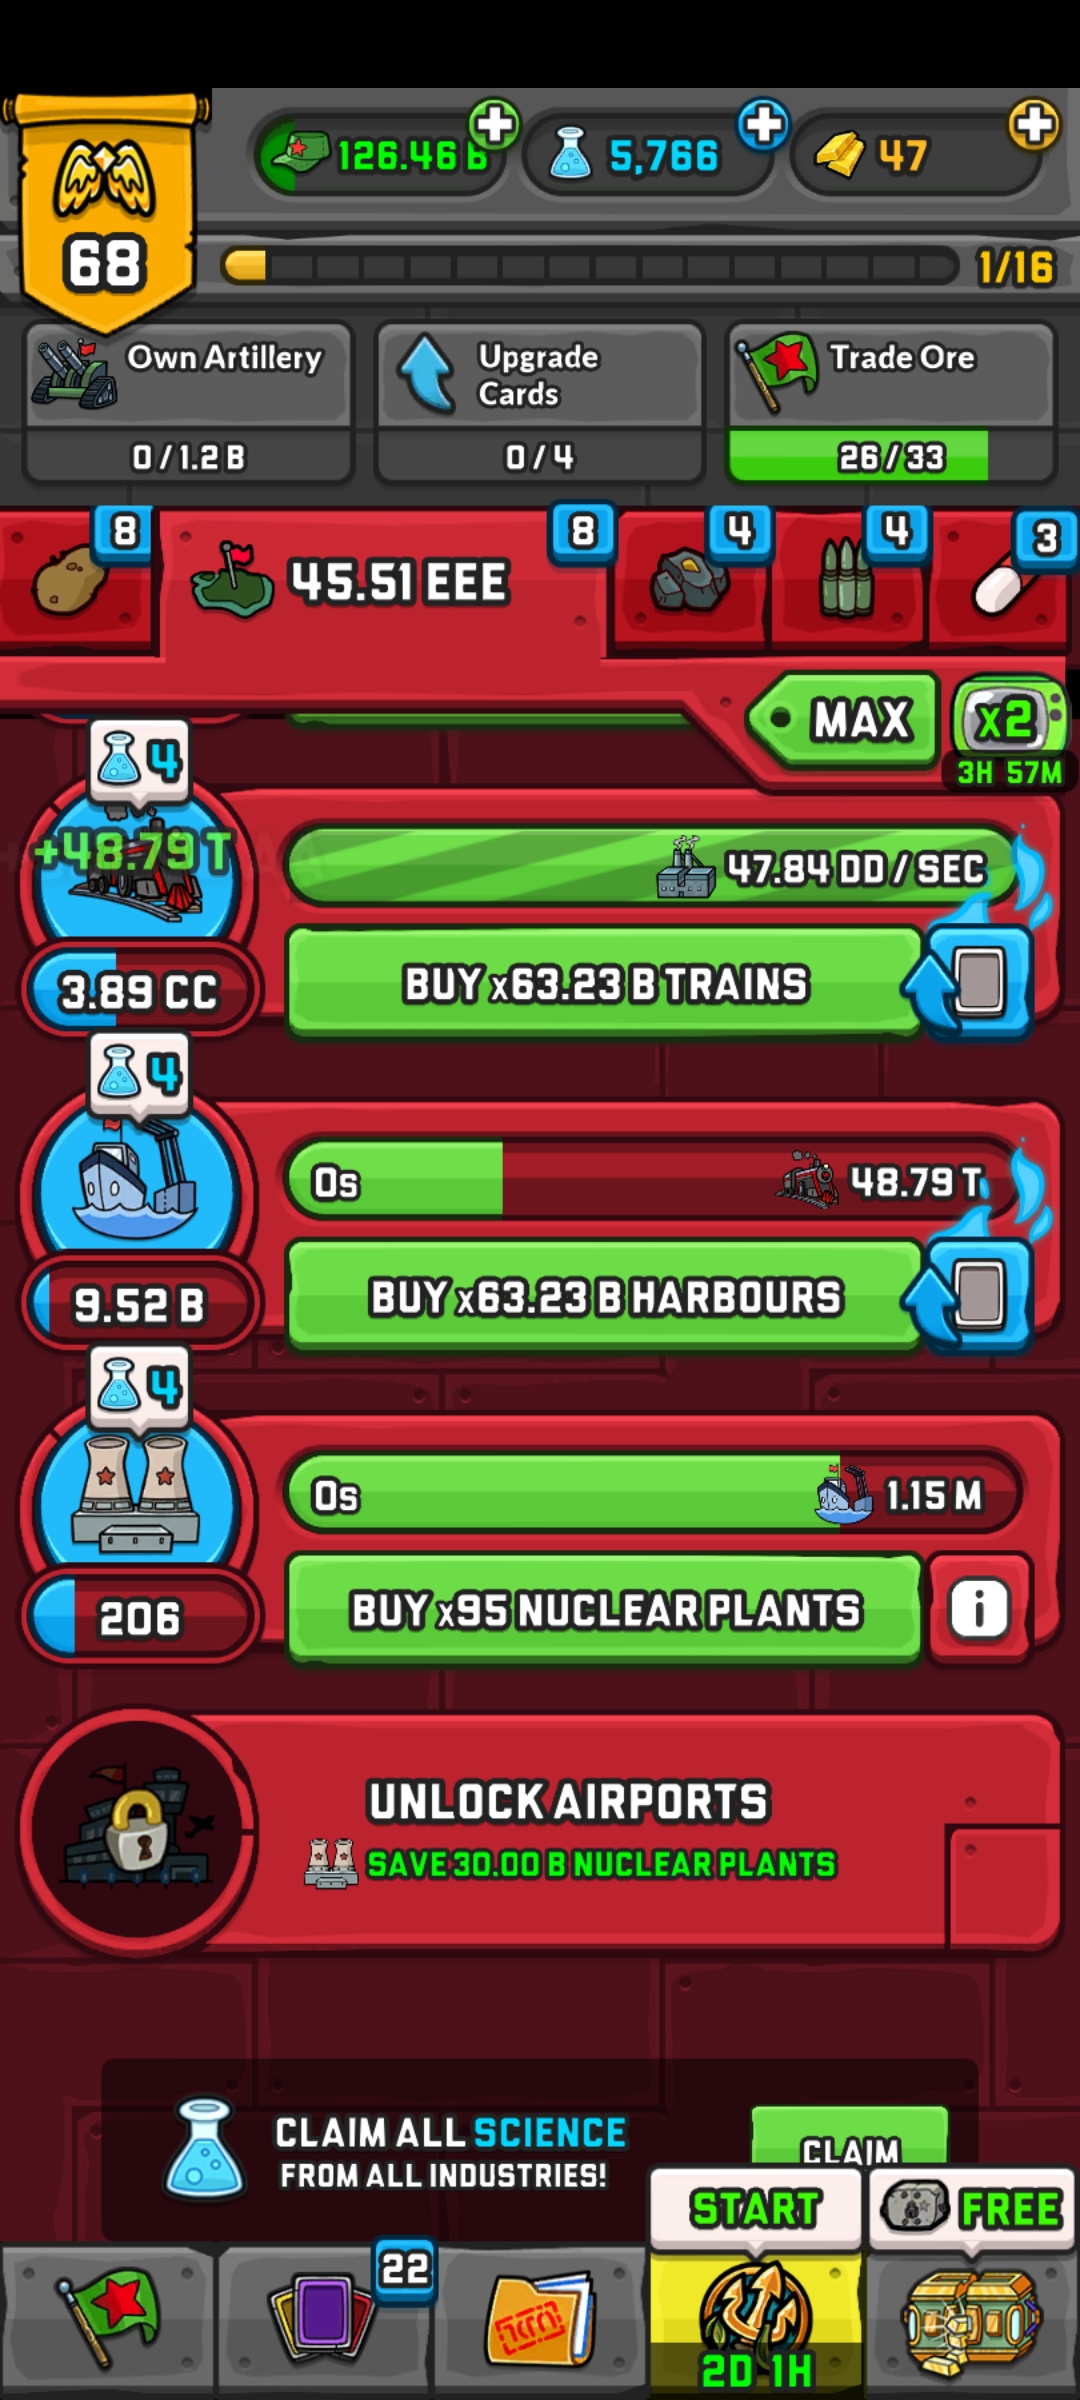 126.46 B
5,766
47
68
1/16
Own Artillery
0/1.2 B
Upgrade
Cards
0/4
Trade Ore
26/33
8
45.51 EEE
8
4
4
3
MAX
x2
3H 57M
4
+48.79 T
47.84 DD / SEC
3.89 CC
BUY x63.23 B TRAINS
4
0s
48.79 T
9.52 B
BUY x63.23 B HARBOURS
4
0s
1.15 M
206
BUY x95 NUCLEAR PLANTS
i
UNLOCK AIRPORTS
SAVE 30.00 B NUCLEAR PLANTS
CLAIM ALL SCIENCE
FROM ALL INDUSTRIES!
CLAIM
START
FREE
22
2D 1H